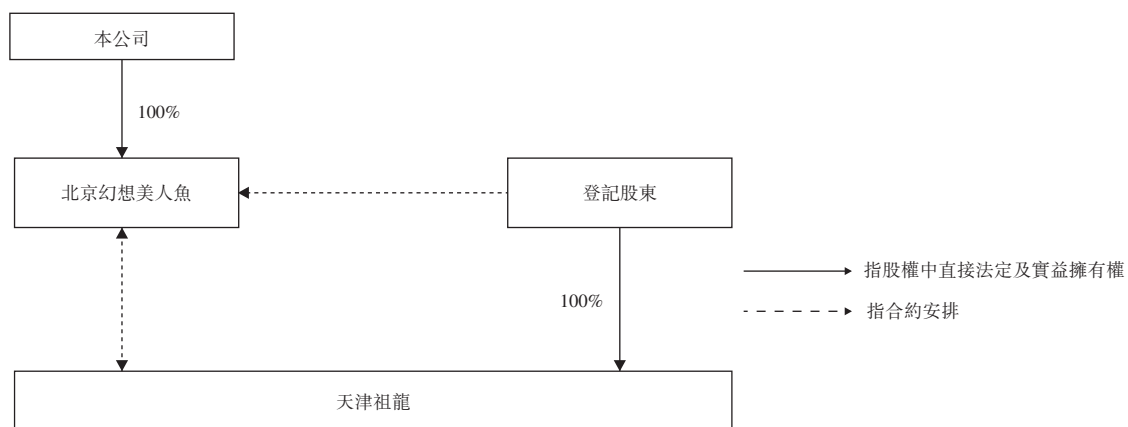 本公司
100%
北京幻想美人魚
登記股東
指股權中直接法定及實益擁有權
100%
指合約安排
天津祖龍